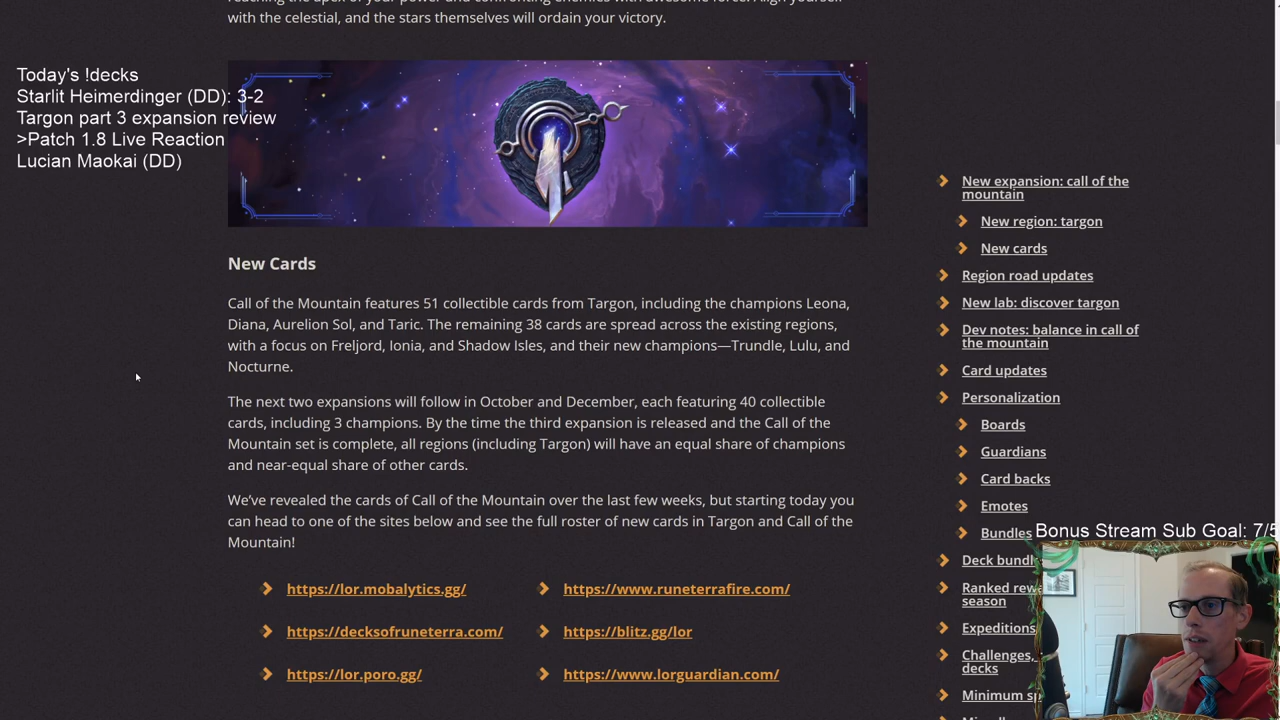 with the celestial, and the stars themselves will ordain your victory.
Today's !decks
Starlit Heimerdinger (DD): 3-2
Targon part 3 expansion review
>Patch 1.8 Live Reaction
Lucian Maokai (DD)
New Cards
Call of the Mountain features 51 collectible cards from Targon, including the champions Leona,
Diana, Aurelion Sol, and Taric. The remaining 38 cards are spread across the existing regions,
with a focus on Freljord, Ionia, and Shadow Isles, and their new champions—Trundle, Lulu, and
Nocturne.
The next two expansions will follow in October and December, each featuring 40 collectible
cards, including 3 champions. By the time the third expansion is released and the Call of the
Mountain set is complete, all regions (including Targon) will have an equal share of champions
and near-equal share of other cards.
We've revealed the cards of Call of the Mountain over the last few weeks, but starting today you
can head to one of the sites below and see the full roster of new cards in Targon and Call of the
Mountain!
https://lor.mobalytics.gg/
https://www.runeterrafire.com/
https://decksofruneterra.com/
https://blitz.gg/lor
https://lor.poro.gg/
https://www.lorguardian.com/
New expansion: call of the
mountain
New region: targon
New cards
Region road updates
New lab: discover targon
Dev notes: balance in call of
the mountain
Card updates
Personalization
Boards
Guardians
Card backs
Emotes
Bundles
Bonus Stream Sub Goal: 7/5
Deck bundl
Ranked rew
season
Expeditions
Challenges,
decks
Minimum sp